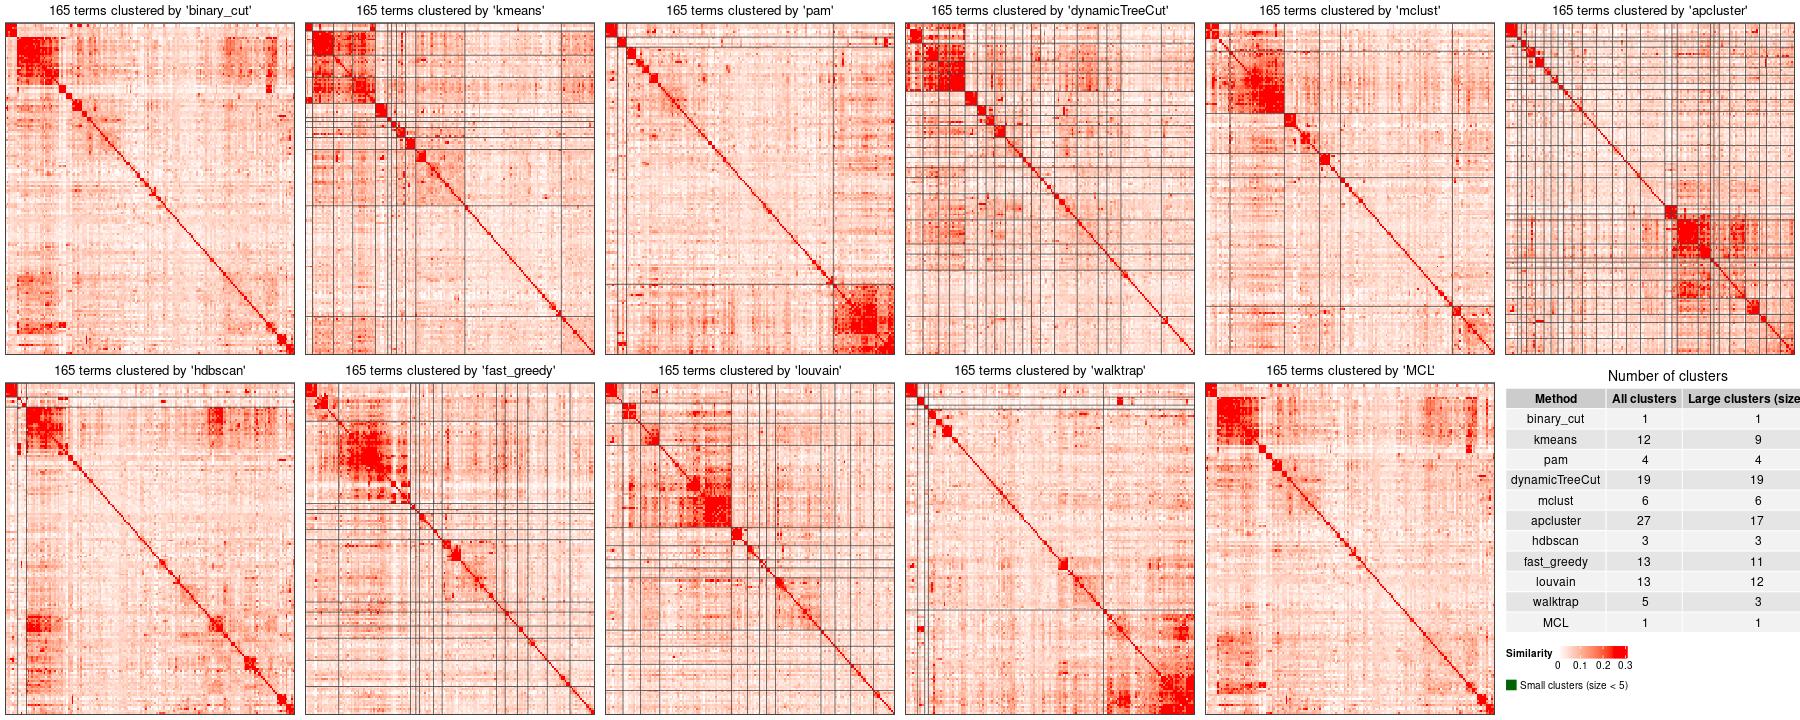 165 terms clustered by 'binary_cut'
165 terms clustered by 'kmeans'
165 terms clustered by 'pam'
165 terms clustered by 'dynamicTreeCut'
165 terms clustered by 'mclust'
165 terms clustered by 'apcluster'
165 terms clustered by 'hdbscan'
165 terms clustered by 'fast_greedy'
165 terms clustered by 'louvain'
165 terms clustered by 'walktrap'
165 terms clustered by 'MCL'
Number of clusters
Method All clusters Large clusters (size
binary_cut 1 1
kmeans 12 9
pam 4 4
dynamicTreeCut 19 19
mclust 6 6
apcluster 27 17
hdbscan 3 3
fast_greedy 13 11
louvain 13 12
walktrap 5 3
MCL 1 1
Similarity
0 0.1 0.2 0.3
Small clusters (size < 5)